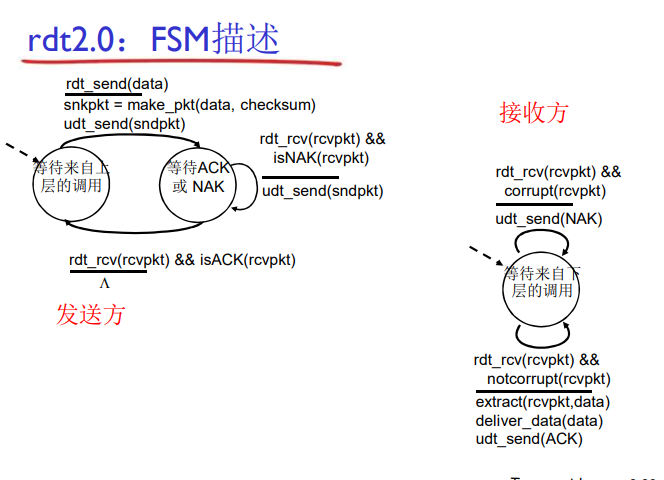 rdt2.0：FSM描述
rdt_send(data)
snkpkt = make_pkt(data, checksum)
udt_send(sndpkt)
等待来自上
层的调用
等待ACK
或 NAK
rdt_rcv(rcvpkt) &&
isNAK(rcvpkt)
udt_send(sndpkt)
rdt_rcv(rcvpkt) && isACK(rcvpkt)
Λ
发送方
接收方
rdt_rcv(rcvpkt) &&
corrupt(rcvpkt)
udt_send(NAK)
等待来自下
层的调用
rdt_rcv(rcvpkt) &&
notcorrupt(rcvpkt)
extract(rcvpkt,data)
deliver_data(data)
udt_send(ACK)